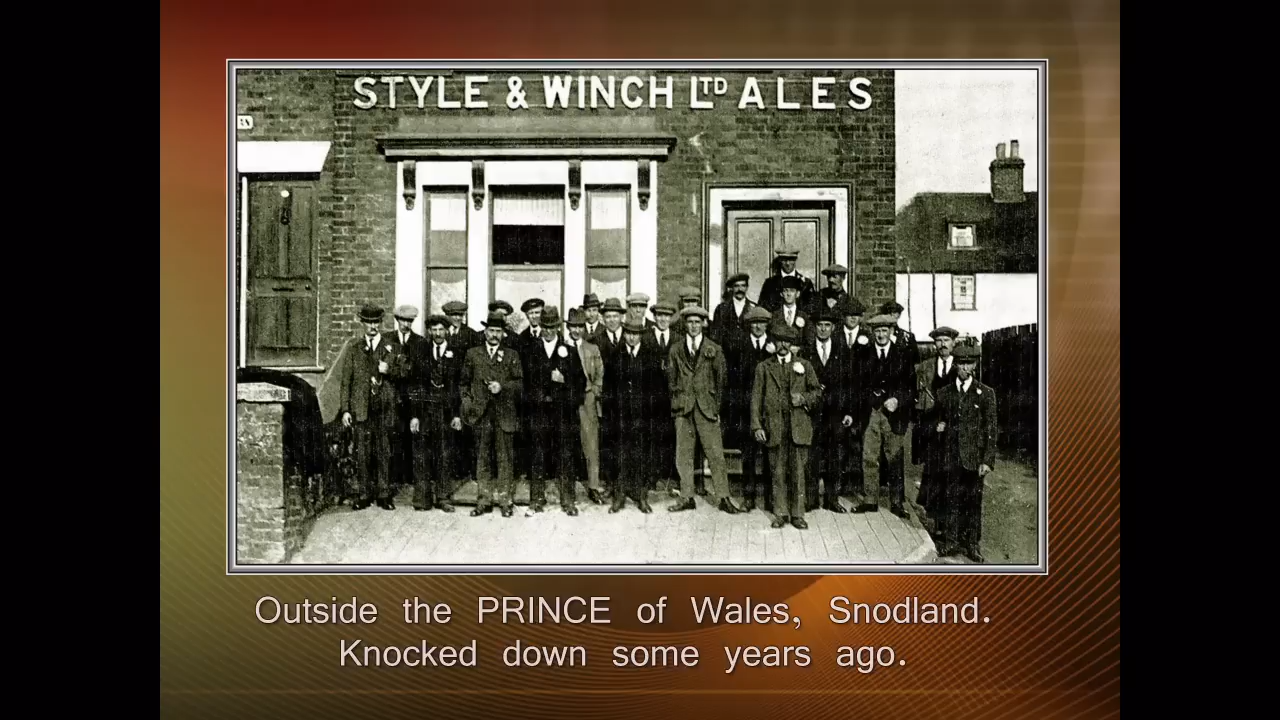 STYLE & WINCH LTD ALES
Outside the PRINCE of Wales, Snodland.
Knocked down some years ago.